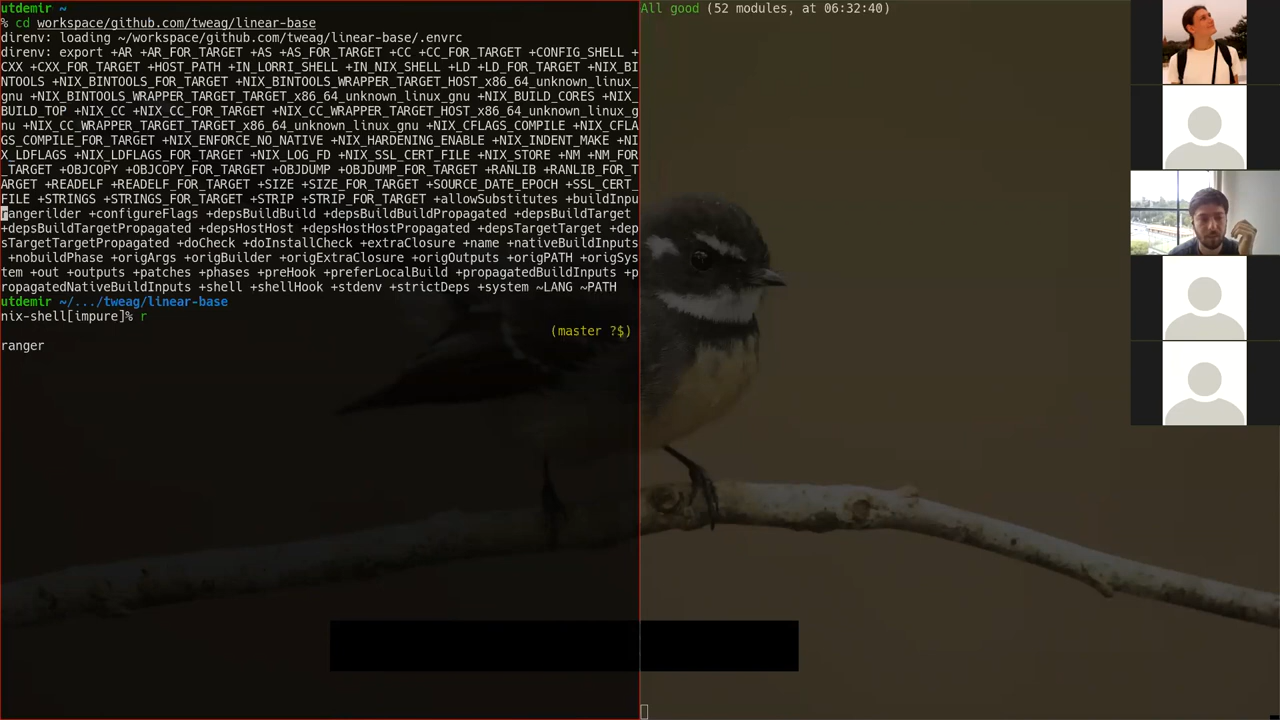 utdemir ~
% cd workspace/github.com/tweag/linear-base
direnv: loading ~/workspace/github.com/tweag/linear-base/.envrc
direnv: export +AR +AR_FOR_TARGET +AS +AS_FOR_TARGET +CC +CC_FOR_TARGET +CONFIG_SHELL +
CXX +CXX_FOR_TARGET +HOST_PATH +IN_LORRI_SHELL +IN_NIX_SHELL +LD +LD_FOR_TARGET +NIX_BI
NTOOLS +NIX_BINTOOLS_FOR_TARGET +NIX_BINTOOLS_WRAPPER_TARGET_HOST_x86_64_unknown_linux_
gnu +NIX_BINTOOLS_WRAPPER_TARGET_TARGET_x86_64_unknown_linux_gnu +NIX_BUILD_CORES +NIX_
BUILD_TOP +NIX_CC +NIX_CC_FOR_TARGET +NIX_CC_WRAPPER_TARGET_HOST_x86_64_unknown_linux_g
nu +NIX_CC_WRAPPER_TARGET_TARGET_x86_64_unknown_linux_gnu +NIX_CFLAGS_COMPILE +NIX_CFLA
GS_COMPILE_FOR_TARGET +NIX_ENFORCE_NO_NATIVE +NIX_HARDENING_ENABLE +NIX_INDENT_MAKE +NI
X_LDFLAGS +NIX_LDFLAGS_FOR_TARGET +NIX_LOG_FD +NIX_SSL_CERT_FILE +NIX_STORE +NM +NM_FOR
_TARGET +OBJCOPY +OBJCOPY_FOR_TARGET +OBJDUMP +OBJDUMP_FOR_TARGET +RANLIB +RANLIB_FOR_T
ARGET +READELF +READELF_FOR_TARGET +SIZE +SIZE_FOR_TARGET +SOURCE_DATE_EPOCH +SSL_CERT_
FILE +STRINGS +STRINGS_FOR_TARGET +STRIP +STRIP_FOR_TARGET +allowSubstitutes +buildInpu
rangerilder +configureFlags +depsBuildBuild +depsBuildBuildPropagated +depsBuildTarget
+depsBuildTargetPropagated +depsHostHost +depsHostHostPropagated +depsTargetTarget +dep
sTargetTargetPropagated +doCheck +doInstallCheck +extraClosure +name +nativeBuildInputs
+nobuildPhase +origArgs +origBuilder +origExtraClosure +origOutputs +origPATH +origSys
tem +out +outputs +patches +phases +preHook +preferLocalBuild +propagatedBuildInputs +p
ropagatedNativeBuildInputs +shell +shellHook +stdenv +strictDeps +system ~LANG ~PATH
utdemir ~/.../tweag/linear-base
nix-shell[impure]% r
(master ?$)
ranger
All good (52 modules, at 06:32:40)